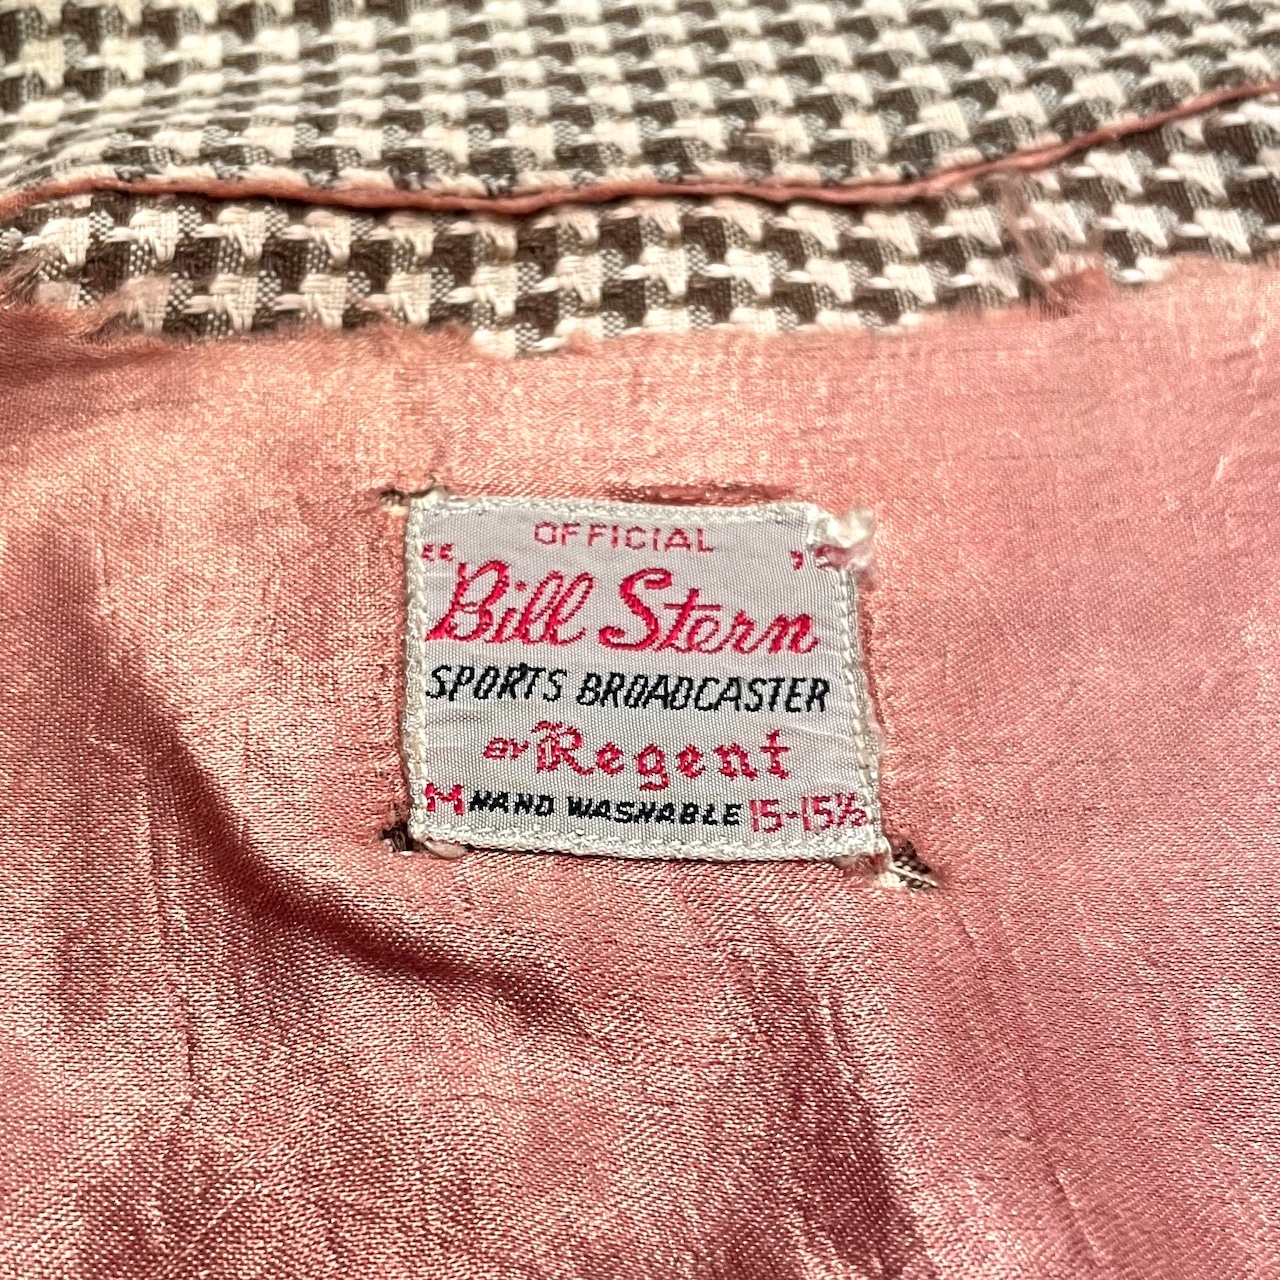 OFFICIAL
"Bill Stern"
SPORTS BROADCASTER
BY Regent
M HAND WASHABLE 15-15½